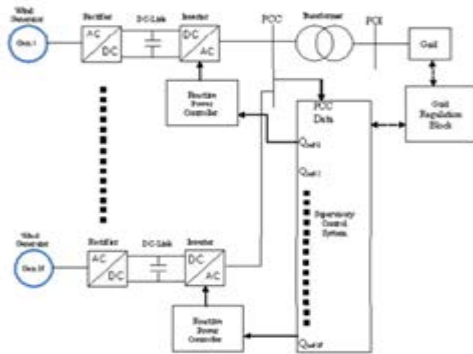 Wind
Generator
Gen.1
Rectifier
AC
DC
DC-Link
Inverter
DC
AC
PCC
Transformer
POI
Grid
Reactive
Power
Controller
PCC
Data
Grid
Regulation
Block
Supervisory
Control
System
Wind
Generator
Gen.N
Rectifier
AC
DC
DC-Link
Inverter
DC
AC
Reactive
Power
Controller